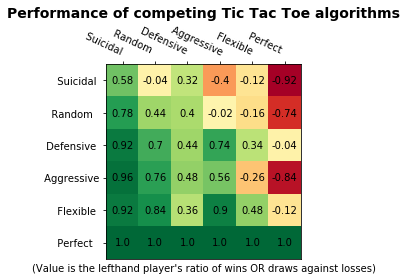 Performance of competing Tic Tac Toe algorithms
Suicidal Random Defensive Aggressive Flexible Perfect
Suicidal 0.58 -0.04 0.32 -0.4 -0.12 -0.92
Random 0.78 0.44 0.4 -0.02 -0.16 -0.74
Defensive 0.92 0.7 0.44 0.74 0.34 -0.04
Aggressive 0.96 0.76 0.48 0.56 -0.26 -0.84
Flexible 0.92 0.84 0.36 0.9 0.48 -0.12
Perfect 1.0 1.0 1.0 1.0 1.0 1.0
(Value is the lefthand player's ratio of wins OR draws against losses)